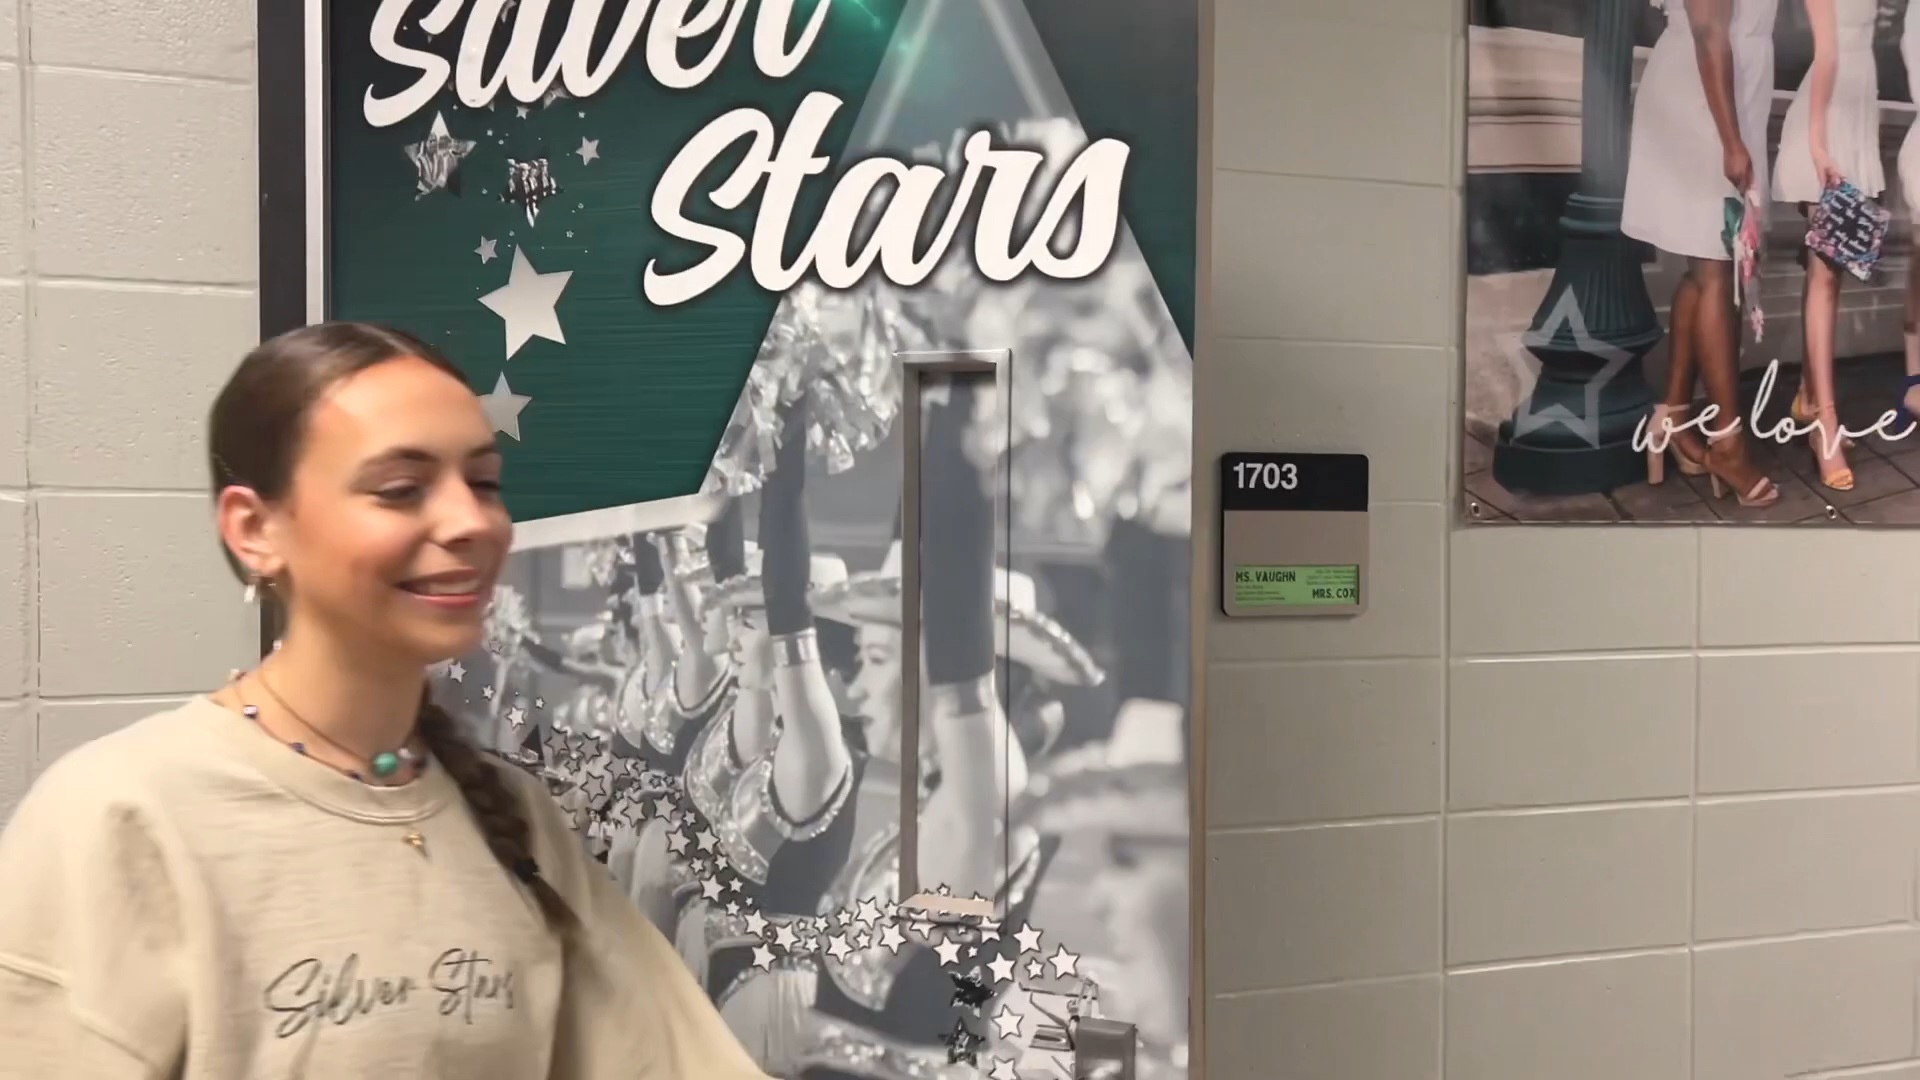 Silver
Stars
we love
1703
MS. VAUGHN
MRS. COX
Silver Stars